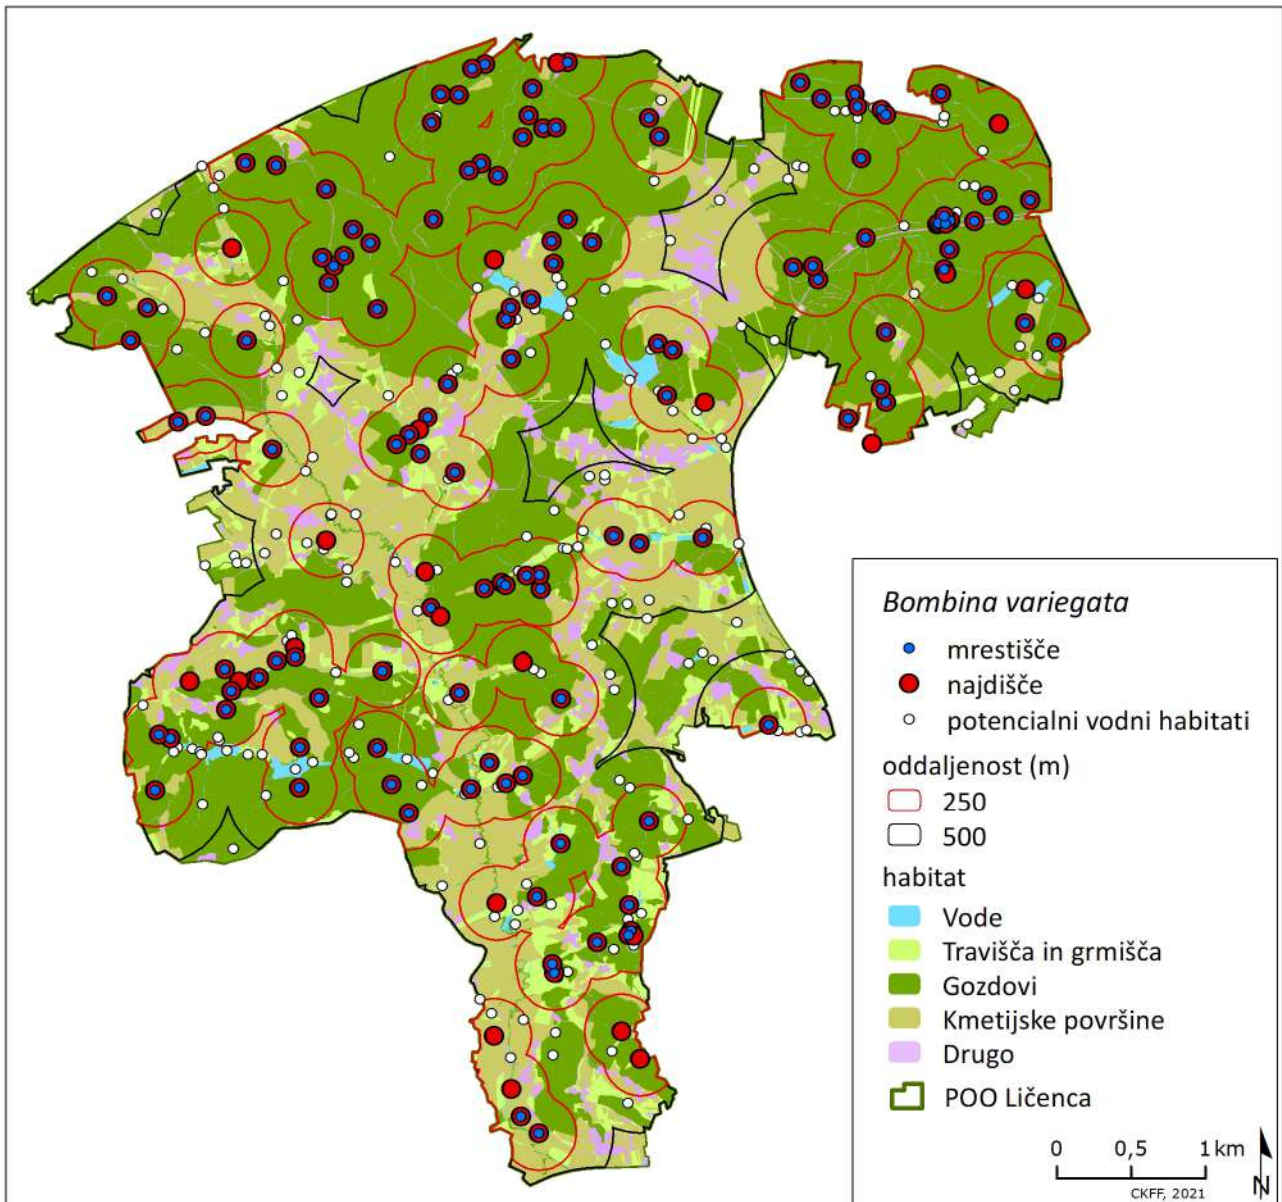 Bombina variegata
mrestišče
najdišče
potencialni vodni habitati
oddaljenost (m)
250
500
habitat
Vode
Travišča in grmišča
Gozdovi
Kmetijske površine
Drugo
POO Ličenca
0 0,5 1 km
CKFF, 2021
N